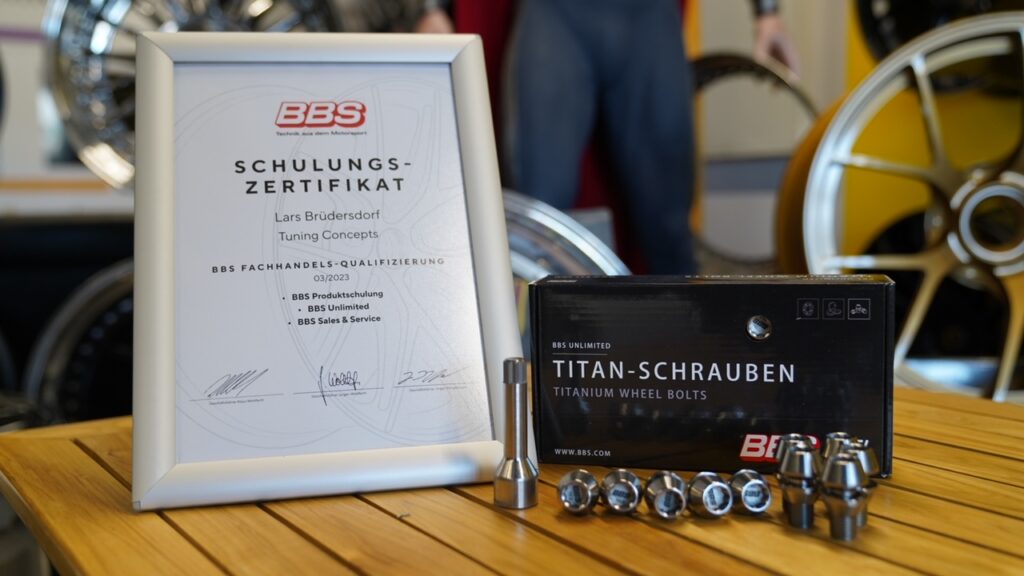 BBS
Technik aus dem Motorsport
SCHULUNGS-
ZERTIFIKAT
Lars Brüdersdorf
Tuning Concepts
BBS FACHHANDELS-QUALIFIZIERUNG
03/2023
• BBS Produktschulung
• BBS Unlimited
• BBS Sales & Service
BBS UNLIMITED
TITAN-SCHRAUBEN
TITANIUM WHEEL BOLTS
WWW.BBS.COM